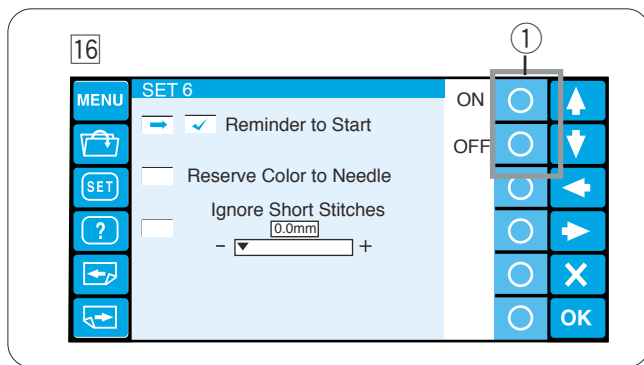 16
1
MENU
SET 6
ON
Reminder to Start
OFF
SET
Reserve Color to Needle
Ignore Short Stitches
?
0.0mm
- +
X
OK